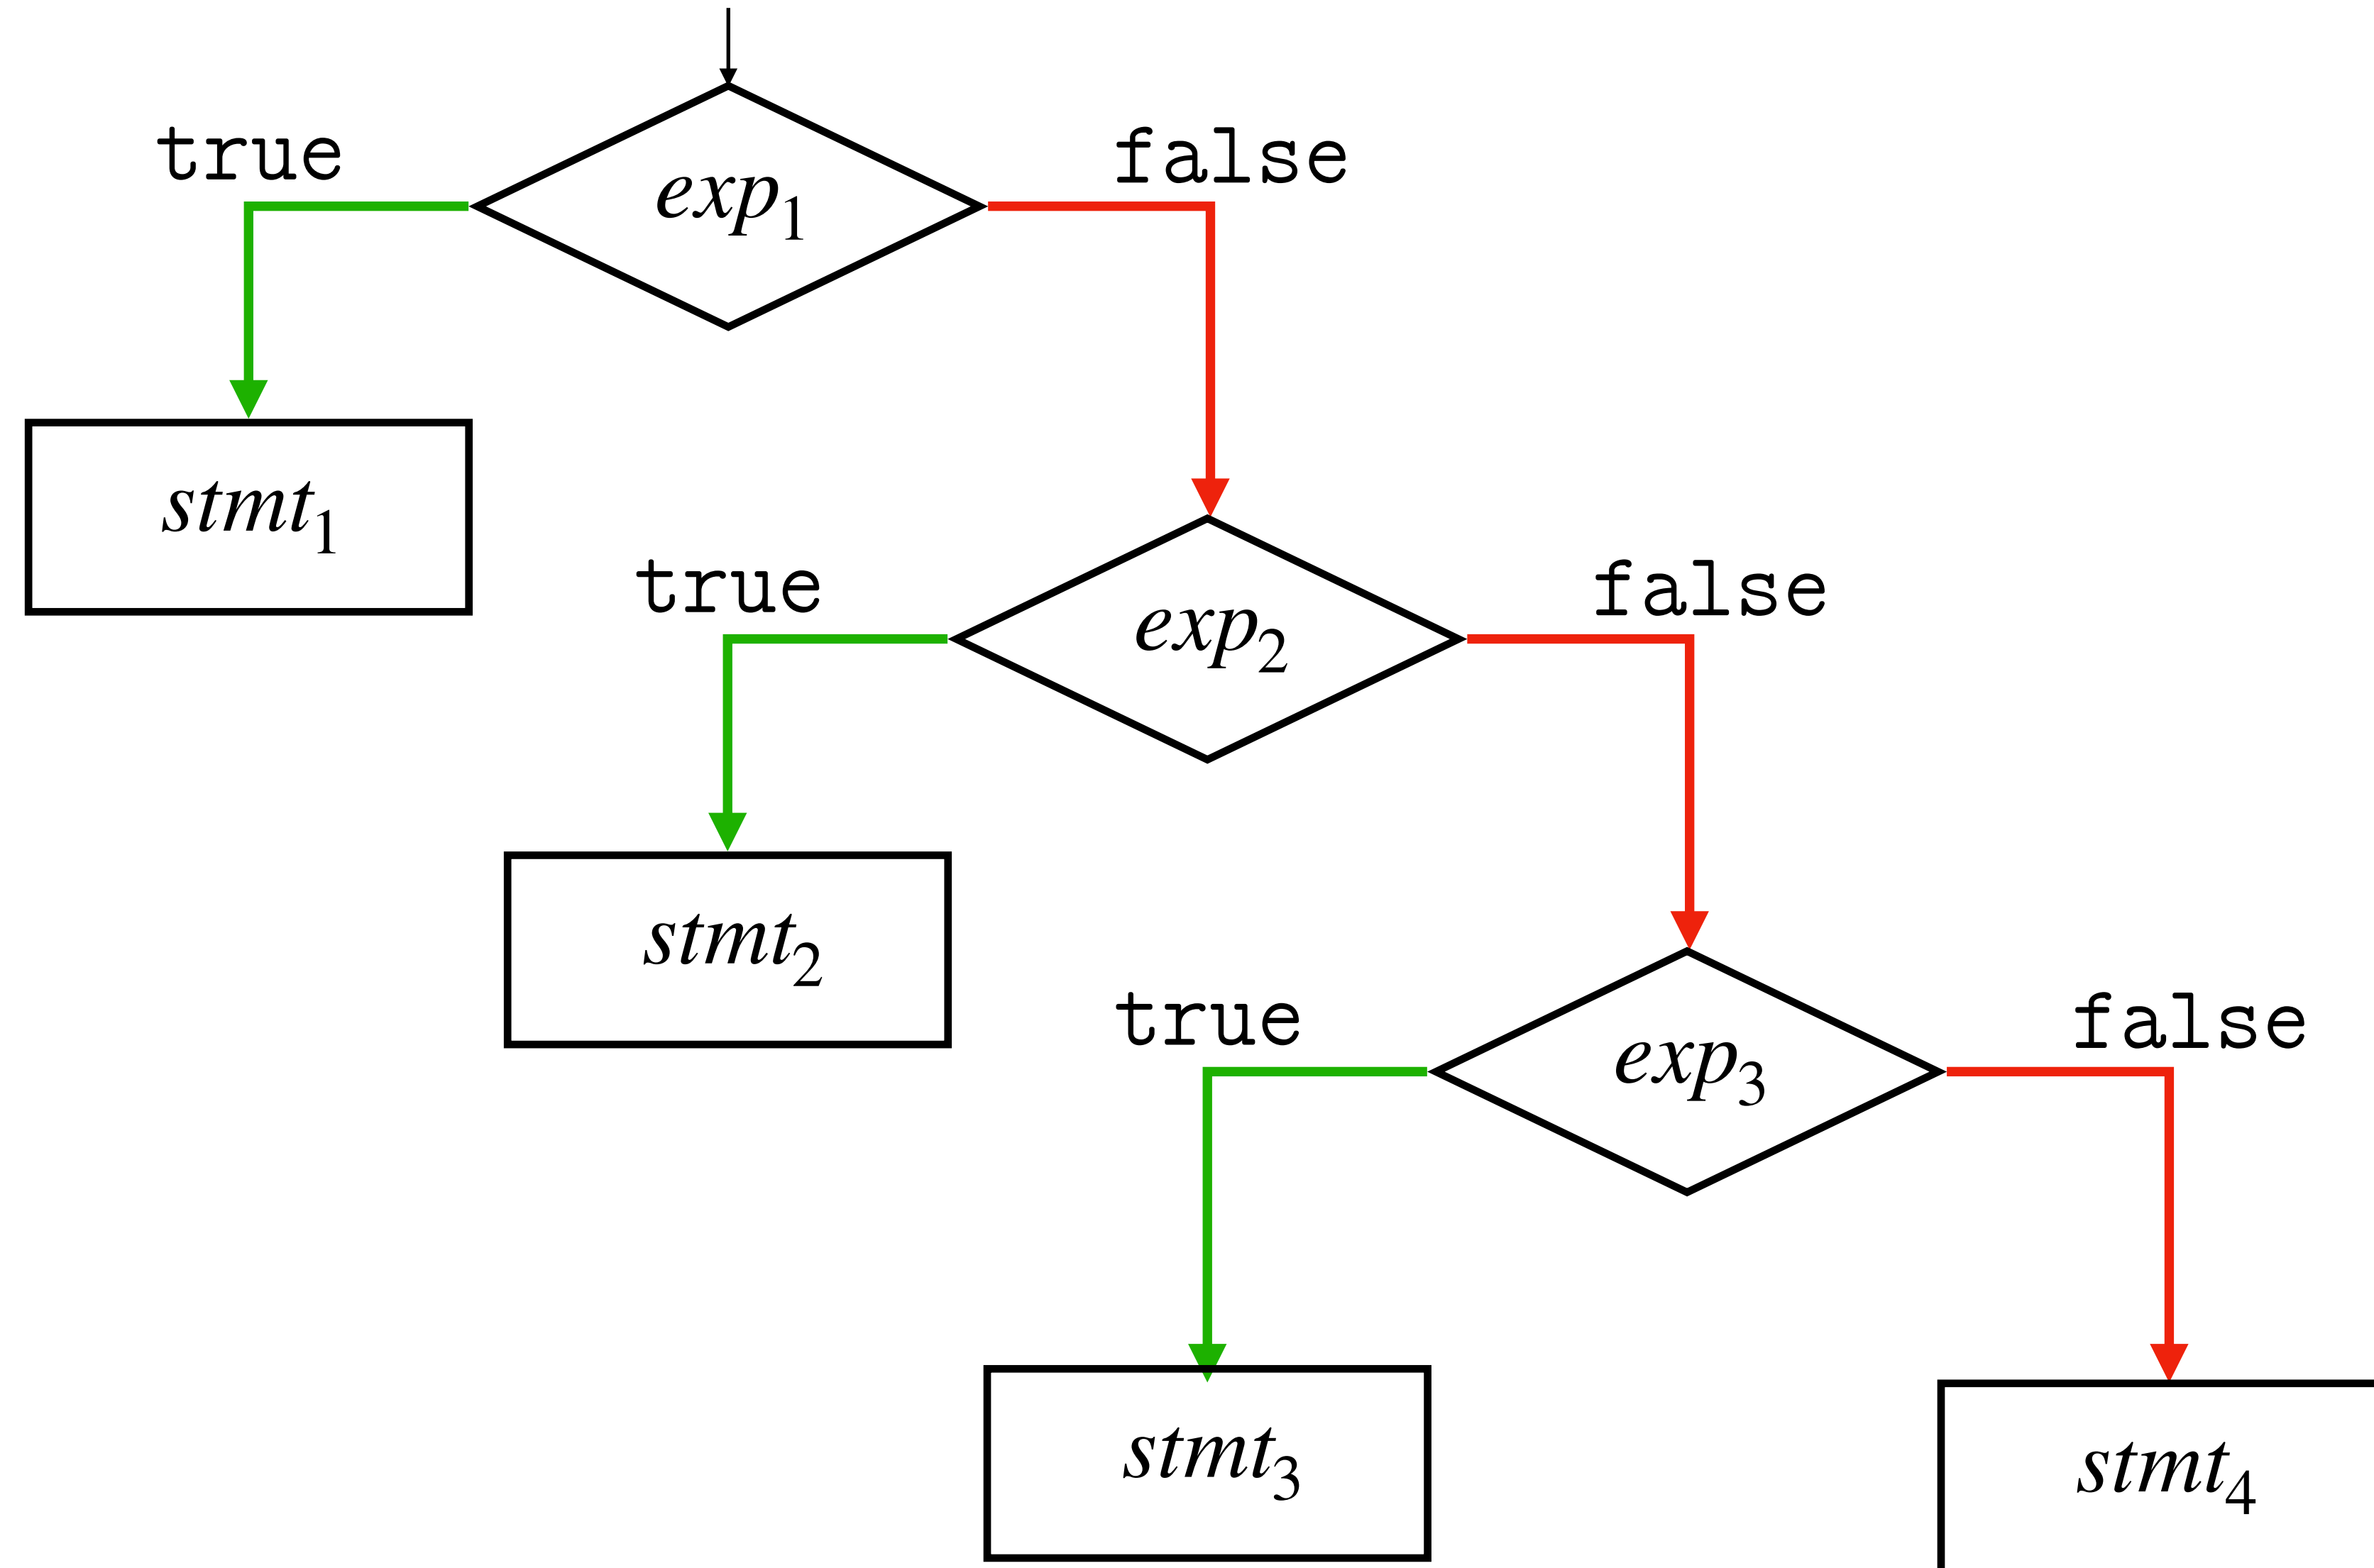 true
false
exp₁
stmt₁
true
false
exp₂
stmt₂
true
false
exp₃
stmt₃
stmt₄